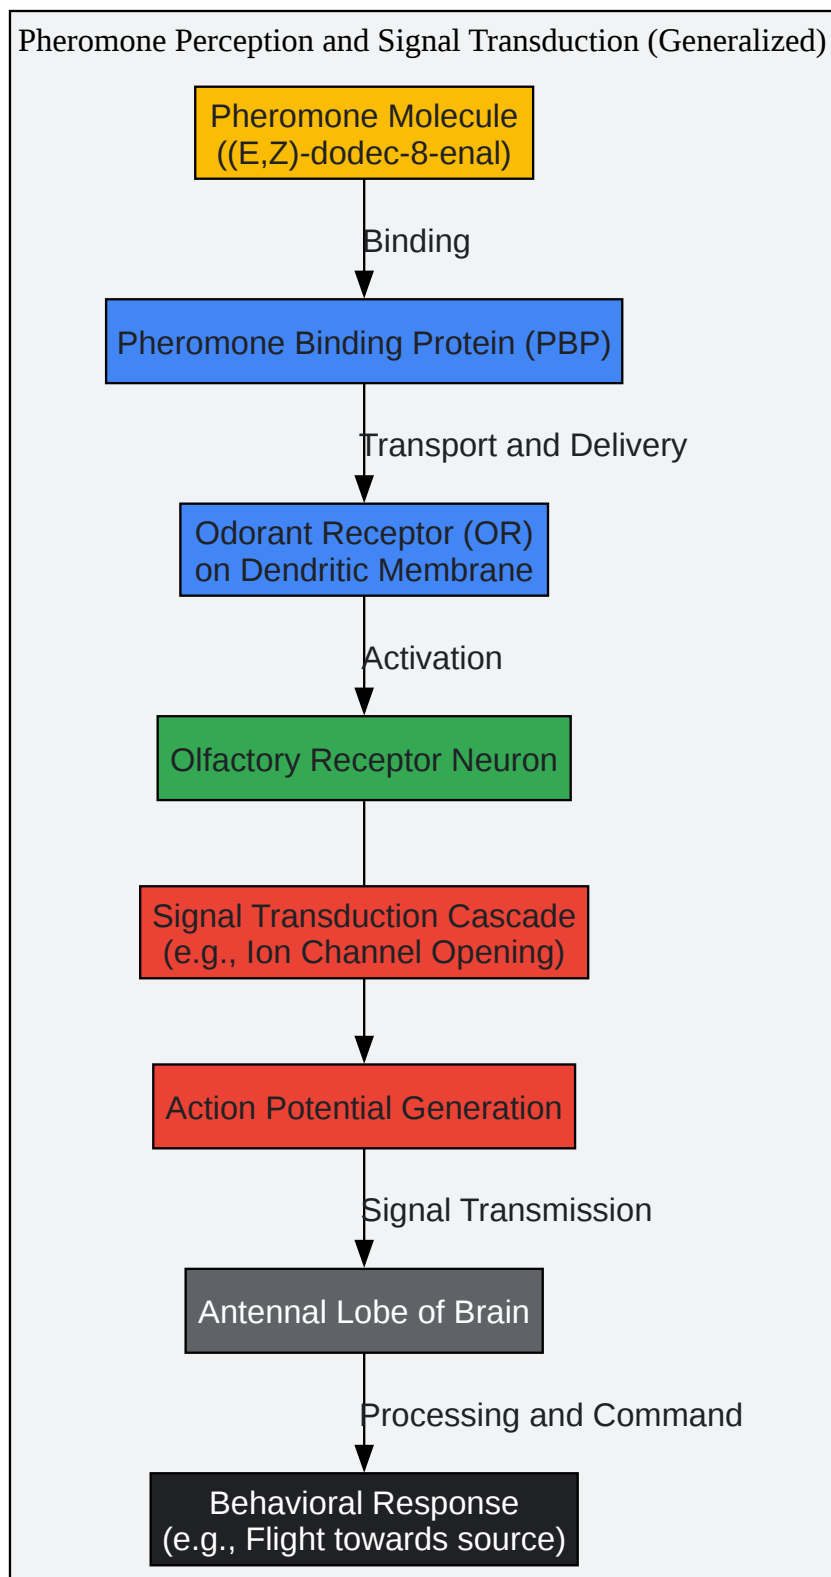 Pheromone Perception and Signal Transduction (Generalized)
Pheromone Molecule
((E,Z)-dodec-8-enal)
Binding
Pheromone Binding Protein (PBP)
Transport and Delivery
Odorant Receptor (OR)
on Dendritic Membrane
Activation
Olfactory Receptor Neuron
Signal Transduction Cascade
(e.g., Ion Channel Opening)
Action Potential Generation
Signal Transmission
Antennal Lobe of Brain
Processing and Command
Behavioral Response
(e.g., Flight towards source)